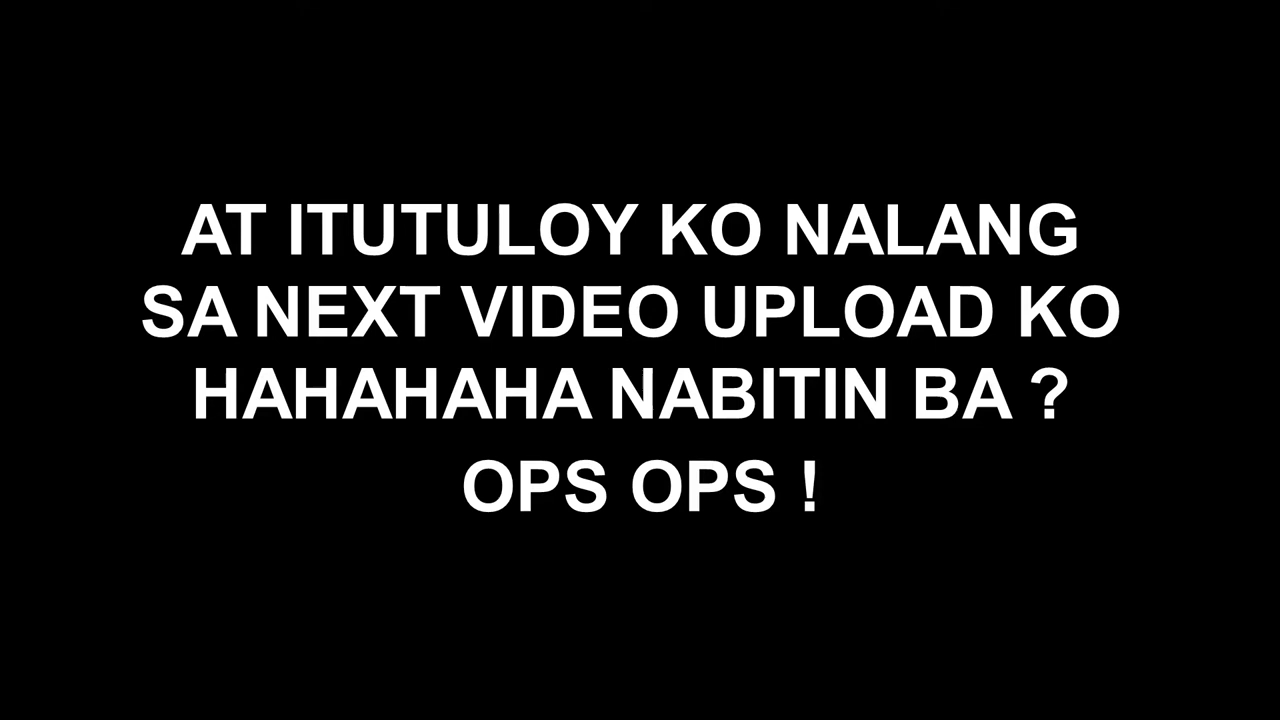 AT ITUTULOY KO NALANG
SA NEXT VIDEO UPLOAD KO
HAHAHAHA NABITIN BA ?
OPS OPS !